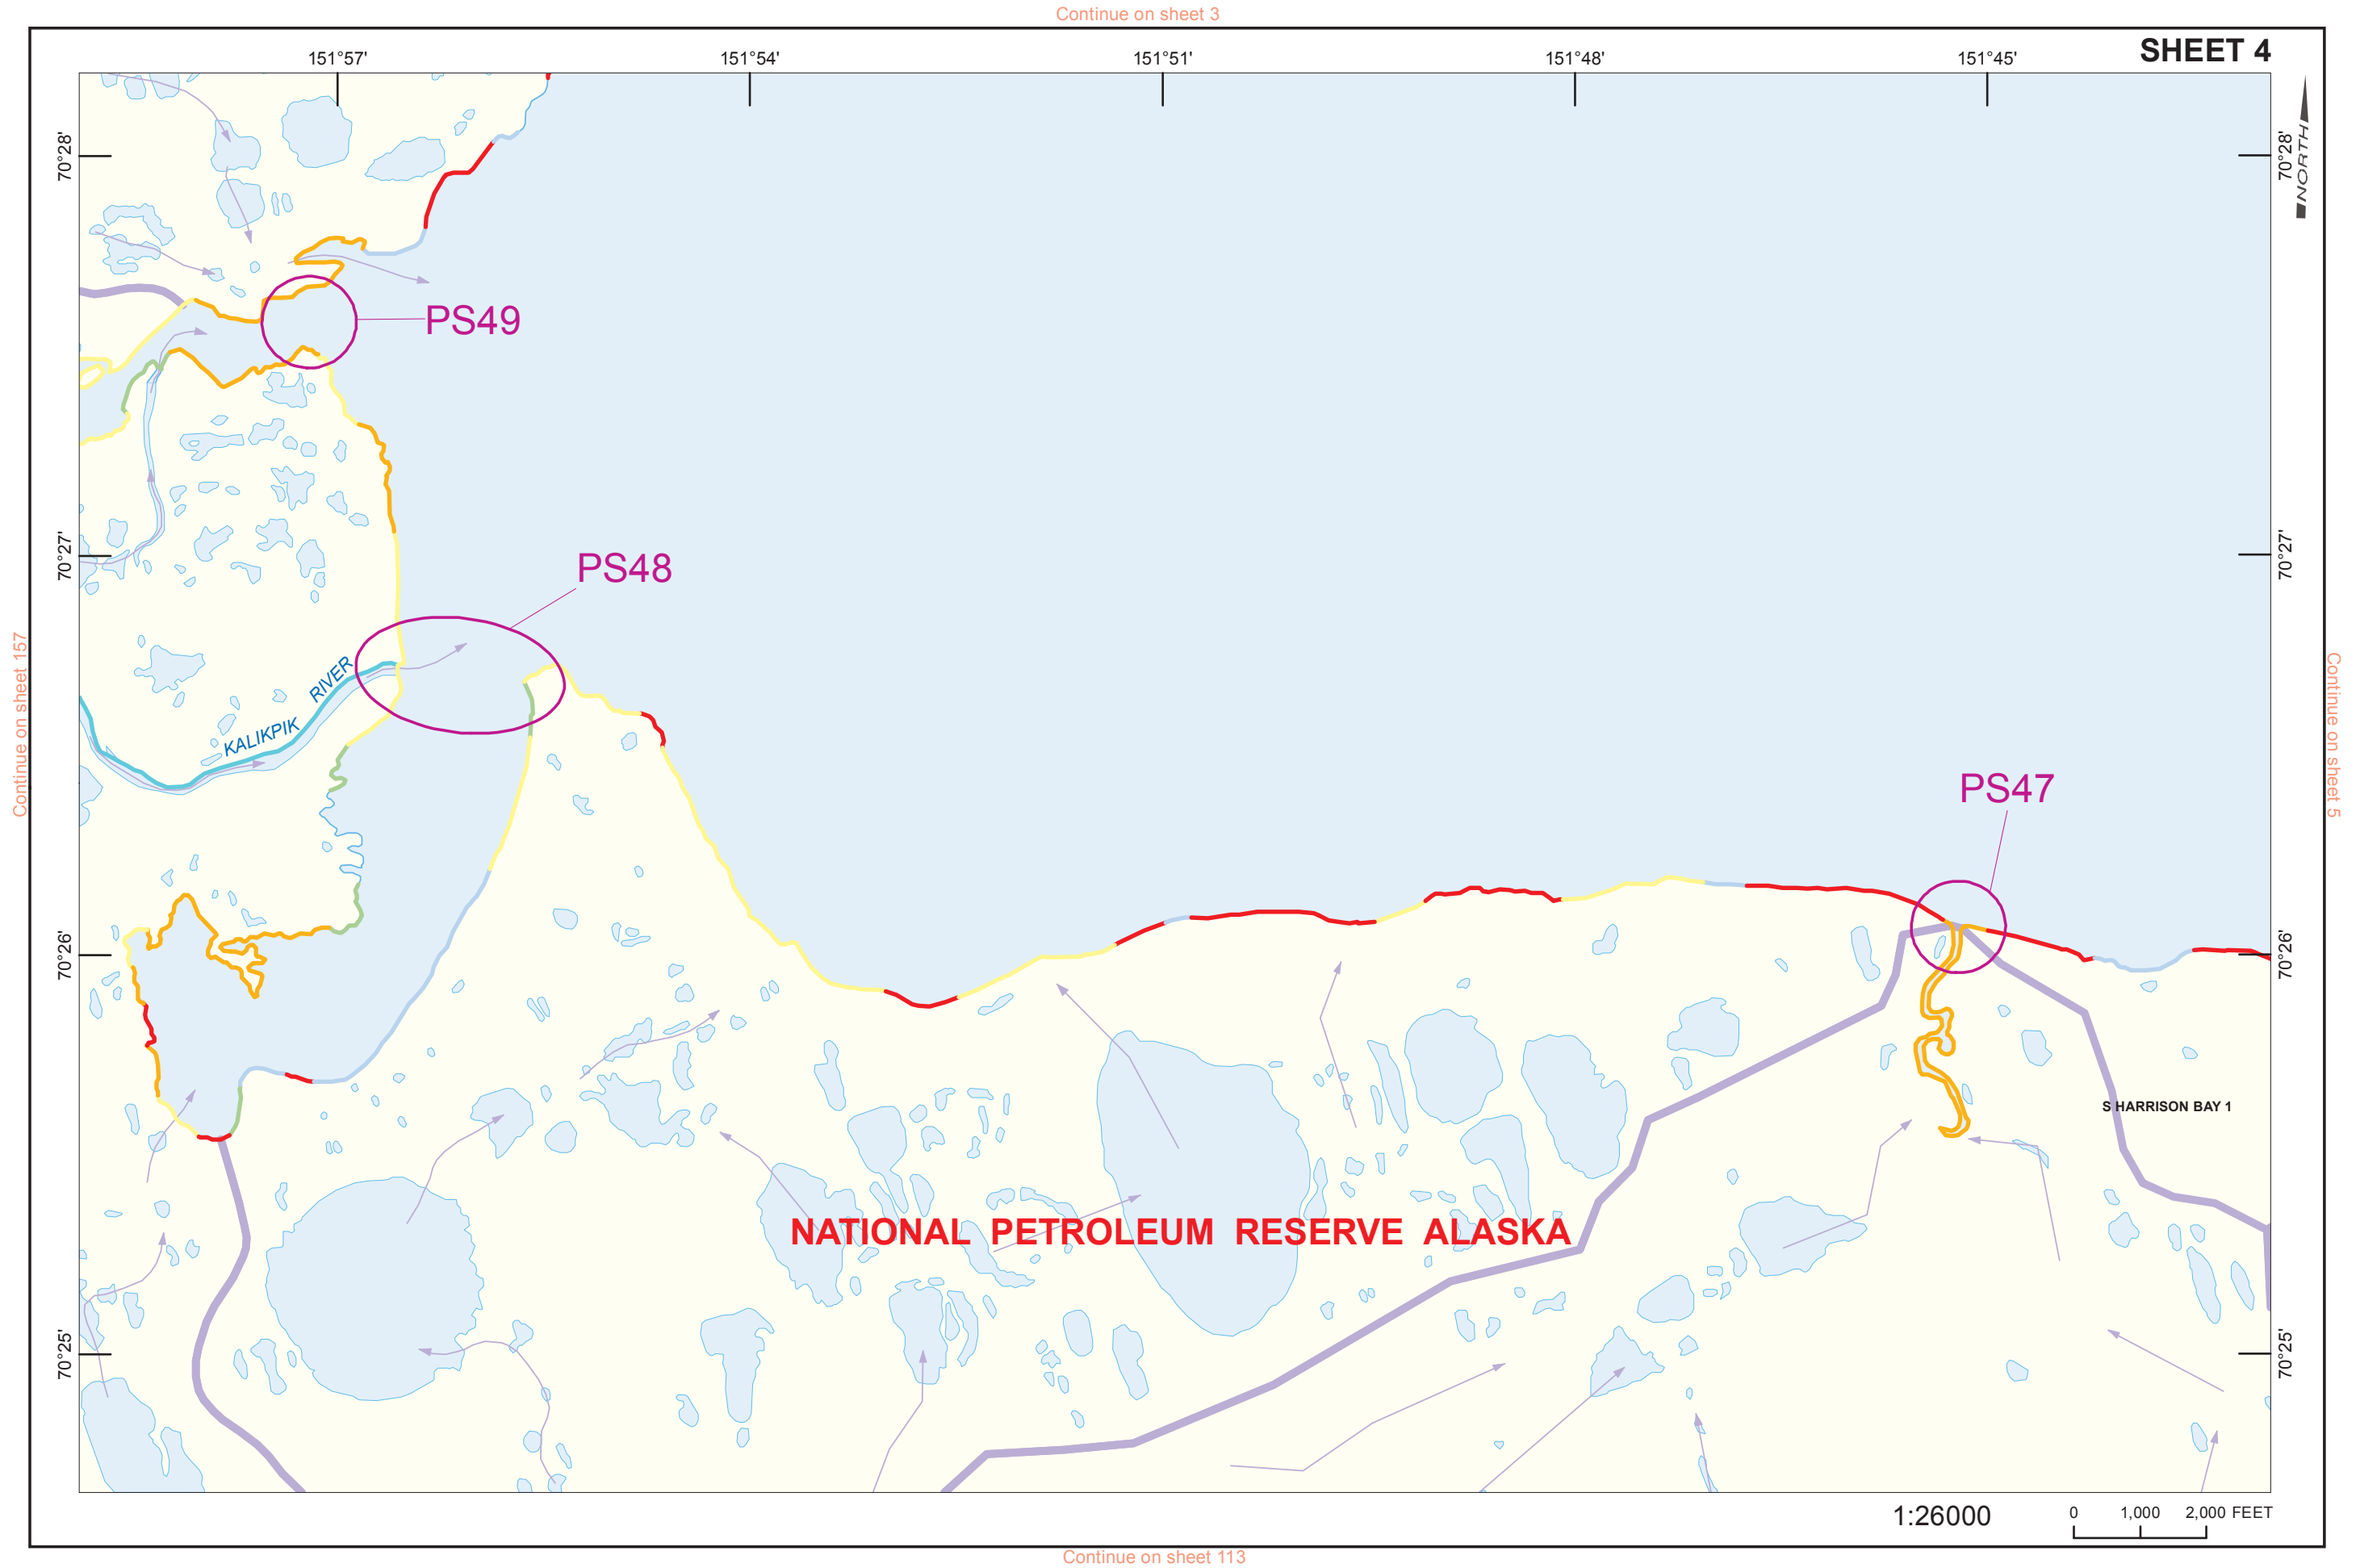 Continue on sheet 3
SHEET 4
151°57'
151°54'
151°51'
151°48'
151°45'
70°28'
70°28'
NORTH
PS49
70°27'
70°27'
PS48
Continue on sheet 157
Continue on sheet 5
KALIKPIK RIVER
PS47
70°26'
70°26'
S HARRISON BAY 1
NATIONAL PETROLEUM RESERVE ALASKA
70°25'
70°25'
1:26000
0 1,000 2,000 FEET
Continue on sheet 113